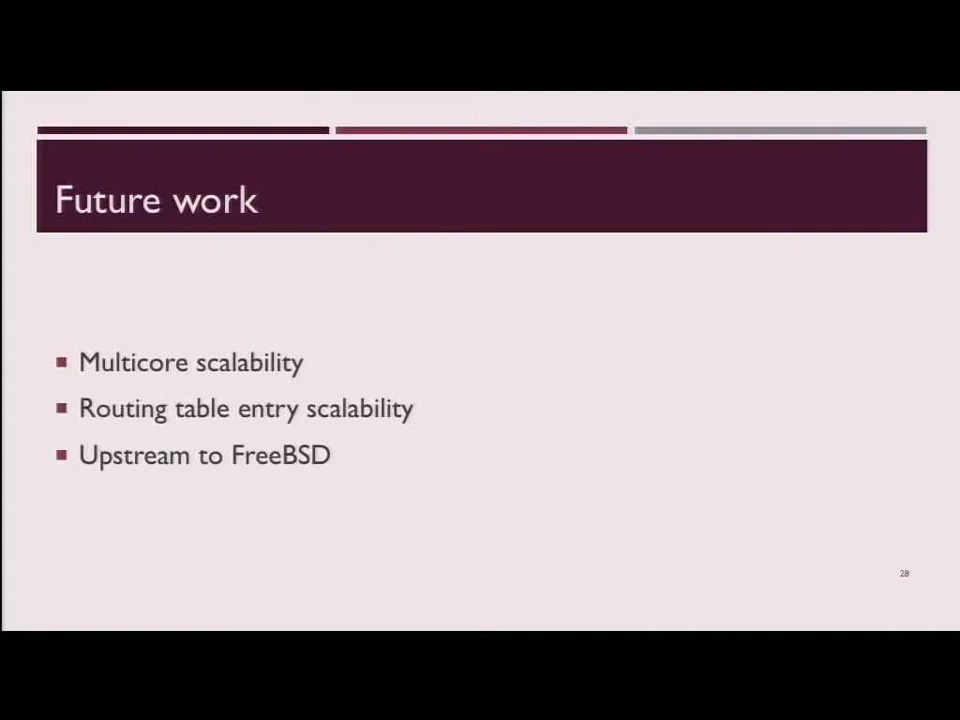 Future work
Multicore scalability
Routing table entry scalability
Upstream to FreeBSD
28